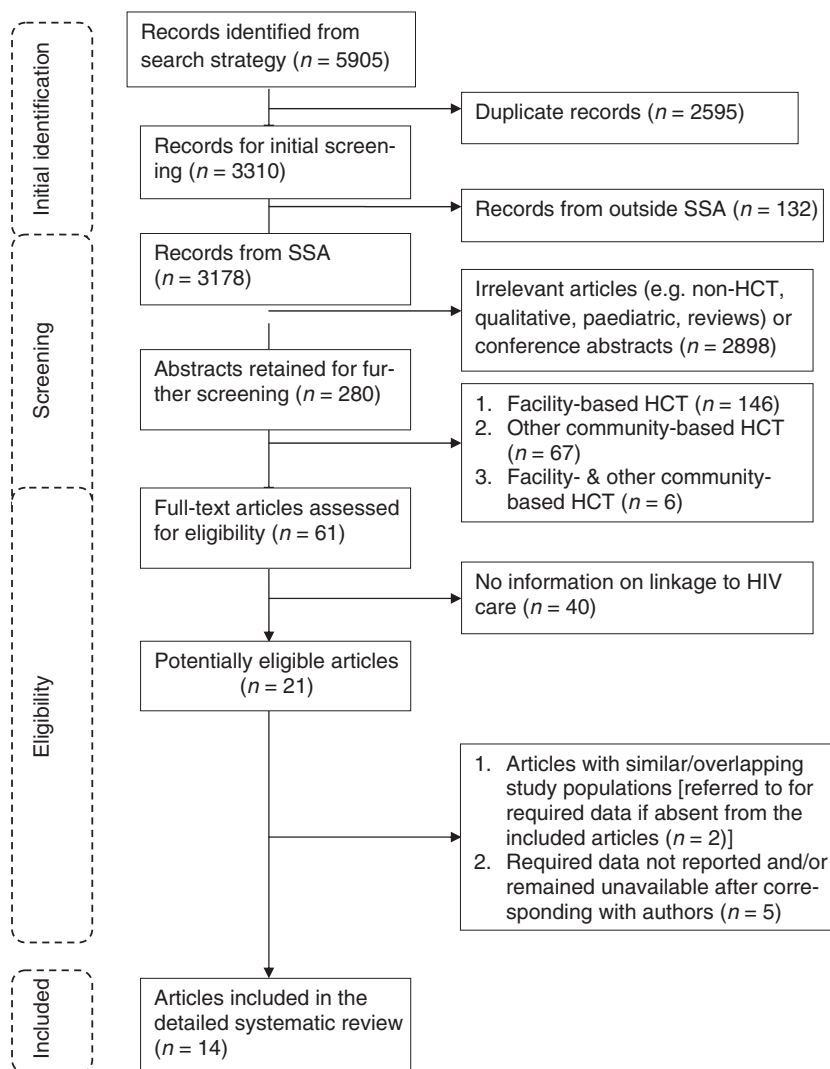 Initial identification
Records identified from
search strategy (n = 5905)
Duplicate records (n = 2595)
Records for initial screen-
ing (n = 3310)
Records from outside SSA (n = 132)
Screening
Records from SSA
(n = 3178)
Irrelevant articles (e.g. non-HCT,
qualitative, paediatric, reviews) or
conference abstracts (n = 2898)
Abstracts retained for fur-
ther screening (n = 280)
1. Facility-based HCT (n = 146)
2. Other community-based HCT
(n = 67)
3. Facility- & other community-
based HCT (n = 6)
Eligibility
Full-text articles assessed
for eligibility (n = 61)
No information on linkage to HIV
care (n = 40)
Potentially eligible articles
(n = 21)
1. Articles with similar/overlapping
study populations [referred to for
required data if absent from the
included articles (n = 2)]
2. Required data not reported and/or
remained unavailable after corre-
sponding with authors (n = 5)
Included
Articles included in the
detailed systematic review
(n = 14)